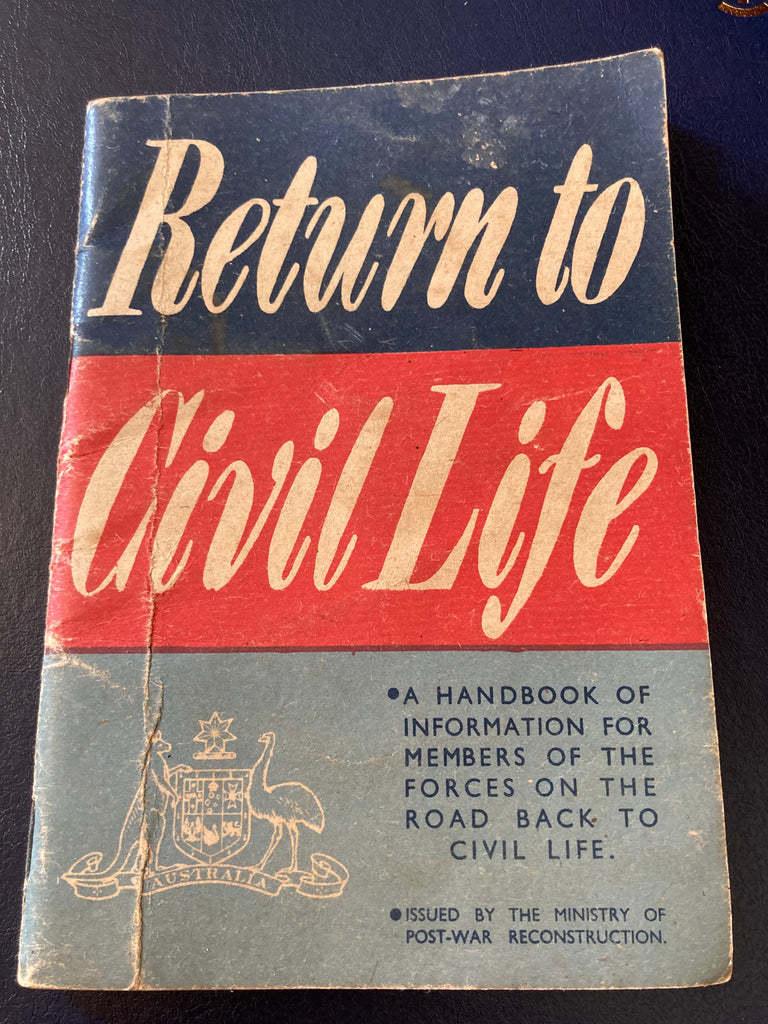 Return to
Civil Life
•A HANDBOOK OF
INFORMATION FOR
MEMBERS OF THE
FORCES ON THE
ROAD BACK TO
CIVIL LIFE.
AUSTRALIA
•ISSUED BY THE MINISTRY OF
POST-WAR RECONSTRUCTION.